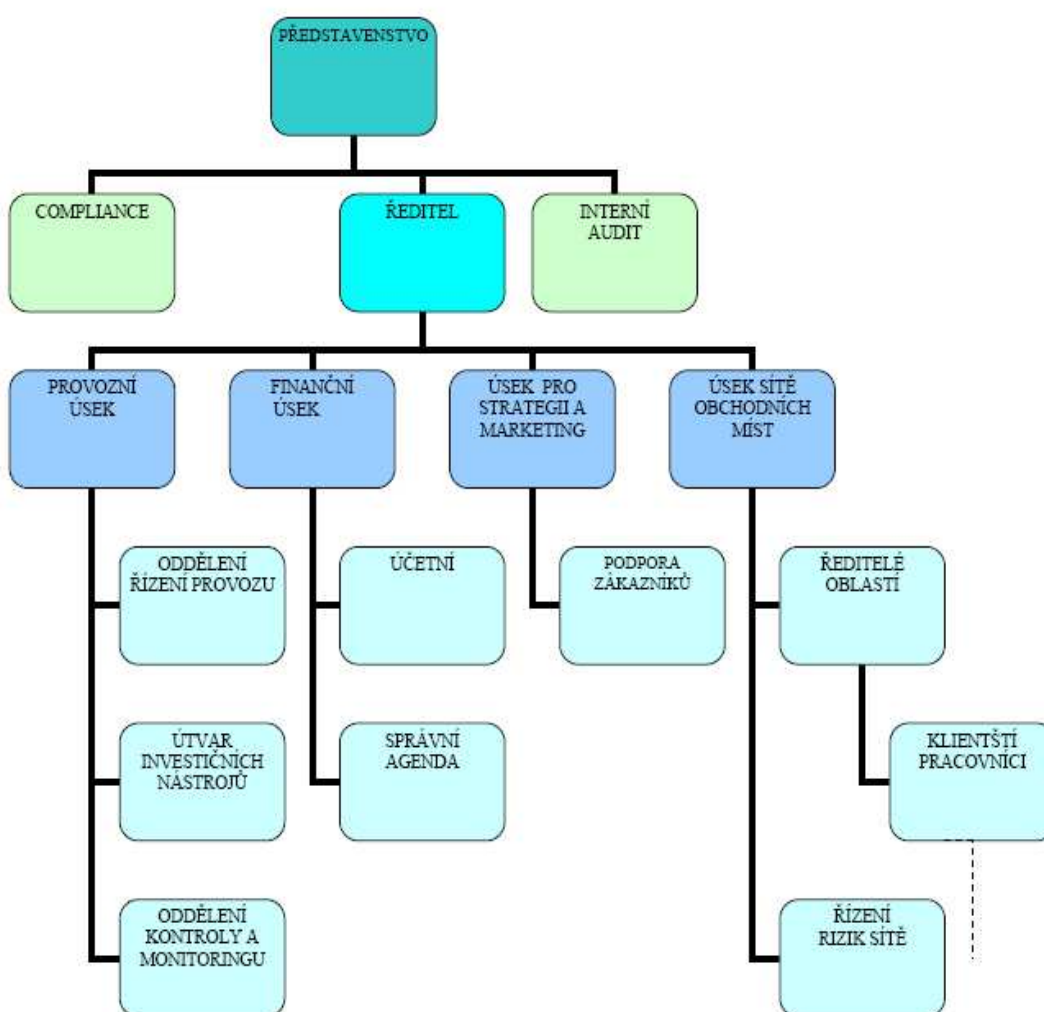 PŘEDSTAVENSTVO
COMPLIANCE
ŘEDITEL
INTERNÍ
AUDIT
PROVOZNÍ
ÚSEK
FINANČNÍ
ÚSEK
ÚSEK PRO
STRATEGII A
MARKETING
ÚSEK SÍTĚ
OBCHODNÍCH
MÍST
ODDĚLENÍ
ŘÍZENÍ PROVOZU
ÚČETNÍ
PODPORA
ZÁKAZNÍKŮ
ŘEDITELÉ
OBLASTÍ
ÚTVAR
INVESTIČNÍCH
NÁSTROJŮ
SPRÁVNÍ
AGENDA
KLIENTŠTÍ
PRACOVNÍCI
ODDĚLENÍ
KONTROLY A
MONITORINGU
ŘÍZENÍ
RIZIK SÍTĚ